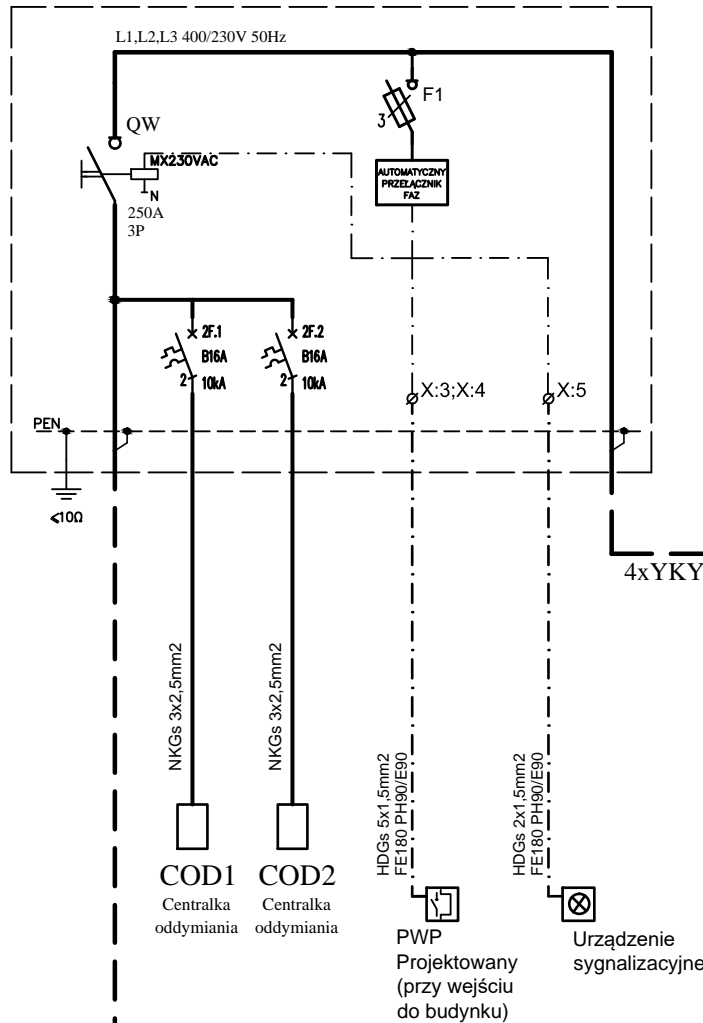 L1,L2,L3 400/230V 50Hz
QW
F1
3
MX230VAC
N
AUTOMATYCZNY
PRZEŁĄCZNIK
FAZ
250A
3P
2F.1
B16A
2
10kA
2F.2
B16A
2
10kA
X:3;X:4
X:5
PEN
≤10Ω
4xYKY
NKGs 3x2,5mm2
NKGs 3x2,5mm2
HDGs 5x1,5mm2
FE180 PH90/E90
HDGs 2x1,5mm2
FE180 PH90/E90
COD1
Centralka
oddymiania
COD2
Centralka
oddymiania
PWP
Projektowany
(przy wejściu
do budynku)
Urządzenie
sygnalizacyjne